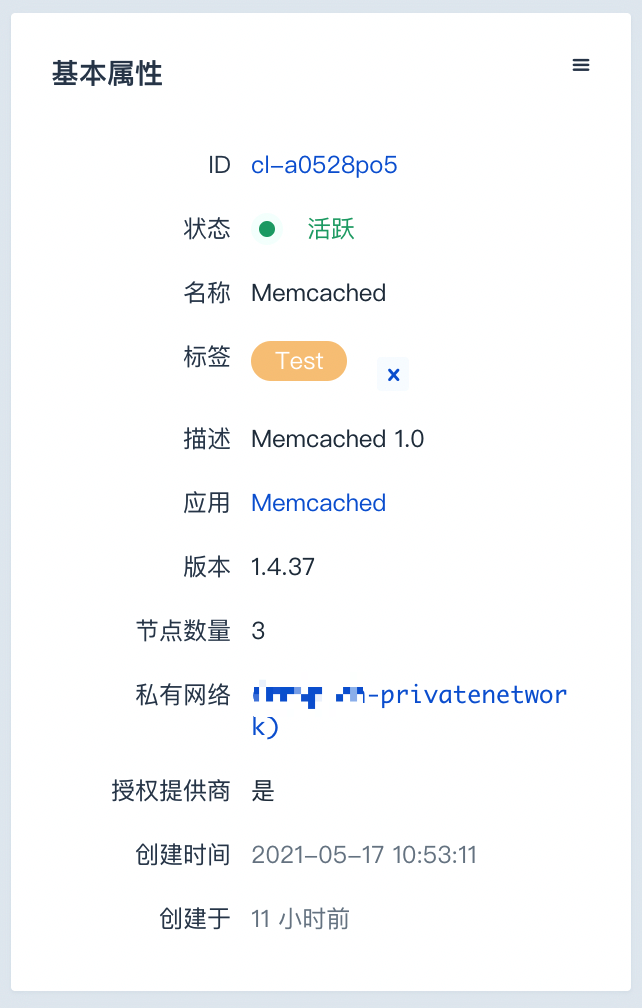 基本属性
ID cl-a0528po5
状态 活跃
名称 Memcached
标签 Test ×
描述 Memcached 1.0
应用 Memcached
版本 1.4.37
节点数量 3
私有网络 -privatenetwor
k)
授权提供商 是
创建时间 2021-05-17 10:53:11
创建于 11 小时前